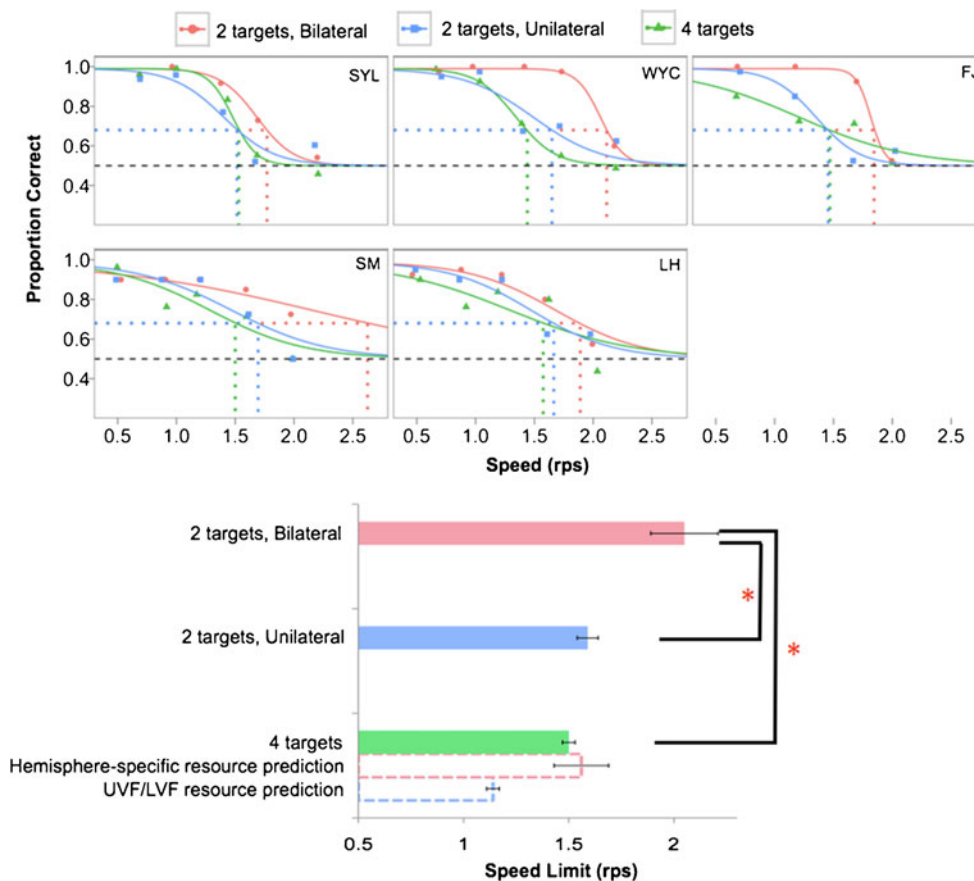 2 targets, Bilateral 2 targets, Unilateral 4 targets
Proportion Correct
1.0
0.8
0.6
0.4
SYL
WYC
FJ
1.0
0.8
0.6
0.4
SM
LH
0.5 1.0 1.5 2.0 2.5 0.5 1.0 1.5 2.0 2.5 0.5 1.0 1.5 2.0 2.5
Speed (rps)
2 targets, Bilateral
*
2 targets, Unilateral
*
4 targets
Hemisphere-specific resource prediction
UVF/LVF resource prediction
0.5 1 1.5 2
Speed Limit (rps)